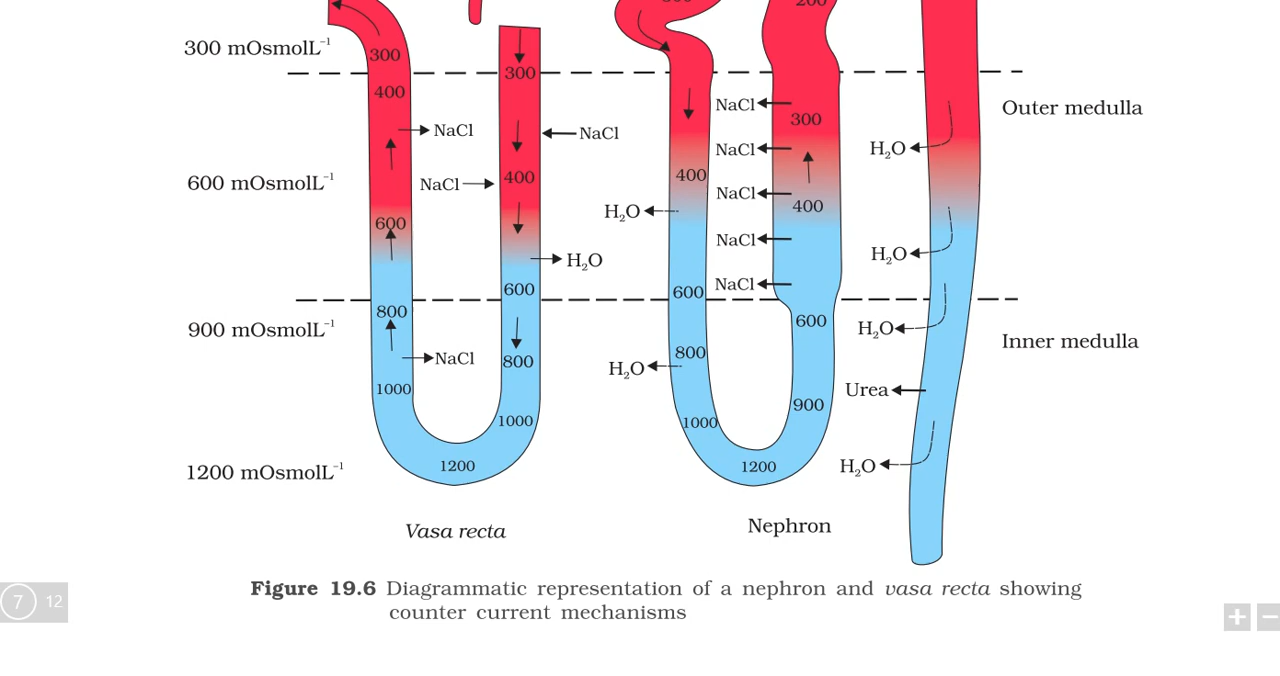 300
200
300 mOsmolL⁻¹
300
300
400
NaCl
NaCl
NaCl
400
NaCl
300
Outer medulla
NaCl
H₂O
600 mOsmolL⁻¹
NaCl
400
400
NaCl
400
600
H₂O
NaCl
H₂O
H₂O
600
600
NaCl
800
600
900 mOsmolL⁻¹
H₂O
Inner medulla
NaCl
800
800
H₂O
1000
900
Urea
1000
1000
1200 mOsmolL⁻¹
1200
1200
H₂O
Vasa recta
Nephron
Figure 19.6 Diagrammatic representation of a nephron and vasa recta showing
counter current mechanisms
7 12